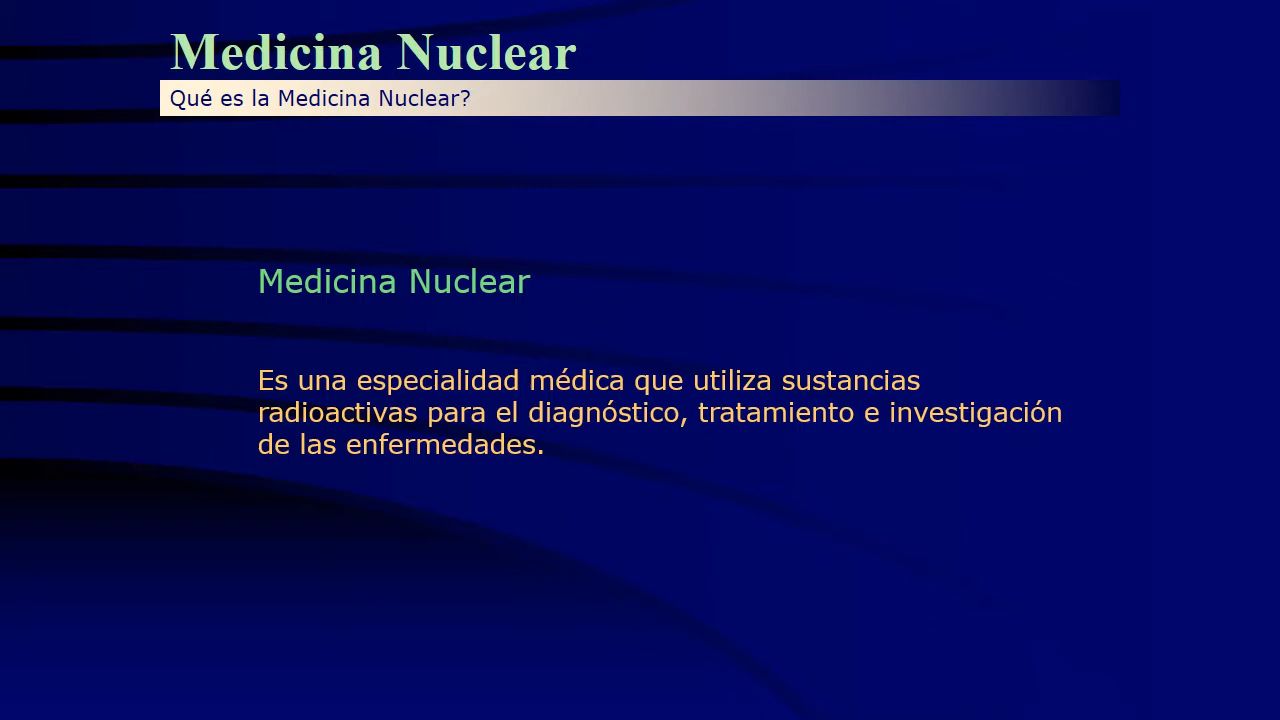 Medicina Nuclear
Qué es la Medicina Nuclear?
Medicina Nuclear
Es una especialidad médica que utiliza sustancias
radioactivas para el diagnóstico, tratamiento e investigación
de las enfermedades.